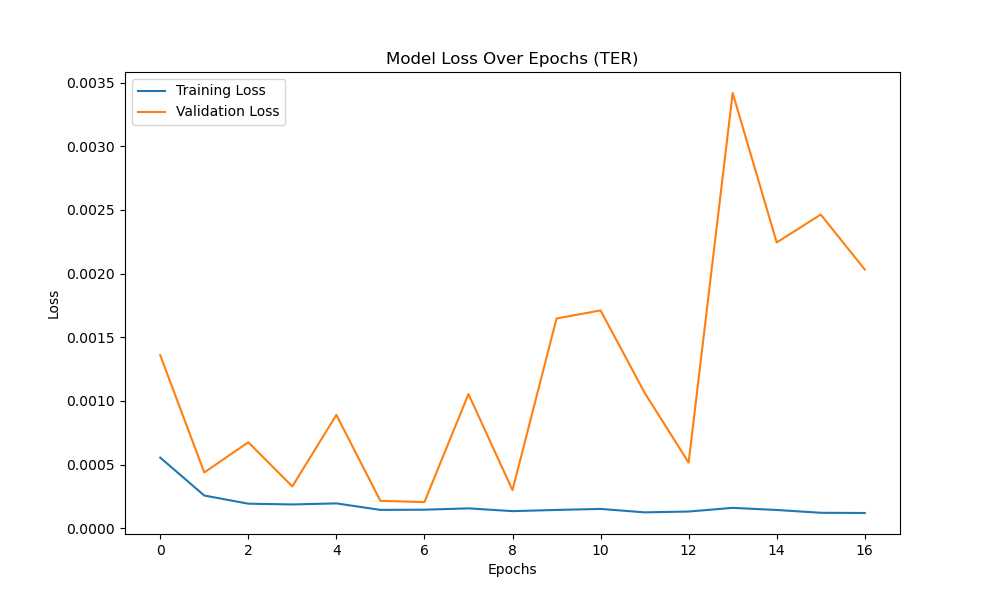 Model Loss Over Epochs (TER)
Training Loss
Validation Loss
0.0035
0.0030
0.0025
0.0020
0.0015
0.0010
0.0005
0.0000
Loss
0 2 4 6 8 10 12 14 16
Epochs